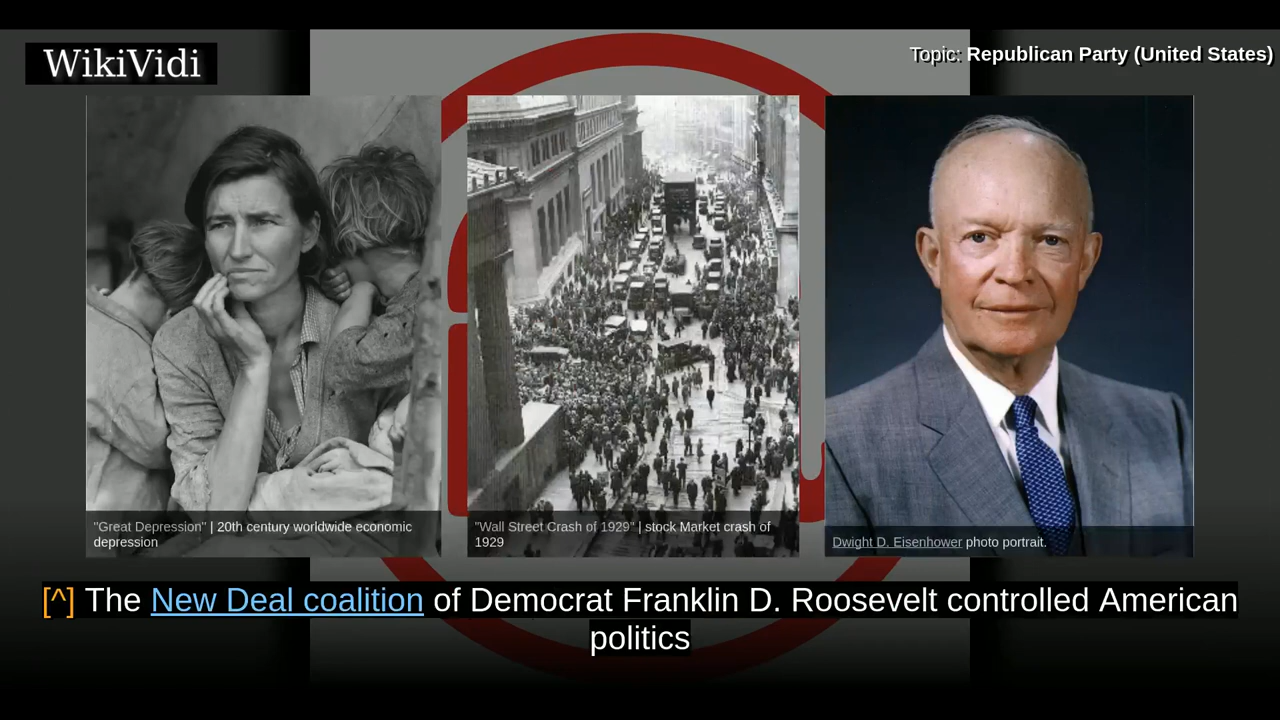 WikiVidi
Topic: Republican Party (United States)
"Great Depression" | 20th century worldwide economic
depression
"Wall Street Crash of 1929" | stock Market crash of
1929
Dwight D. Eisenhower photo portrait.
[^] The New Deal coalition of Democrat Franklin D. Roosevelt controlled American
politics